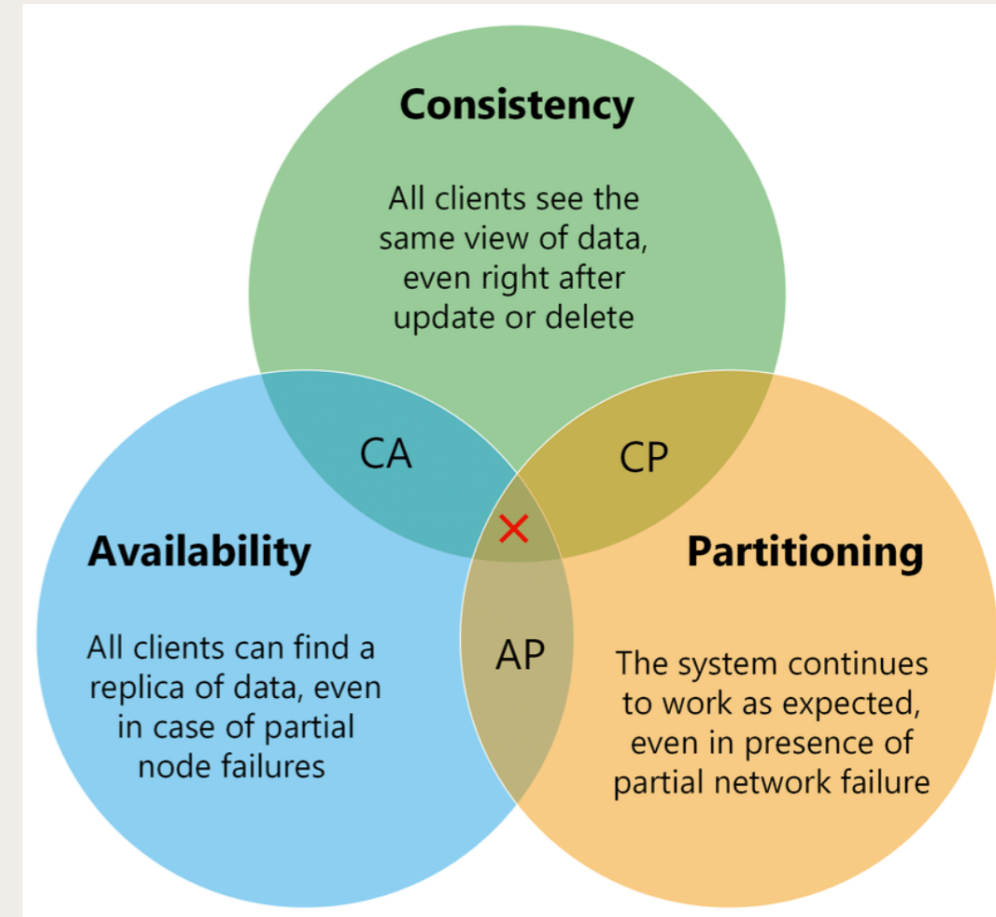 Consistency
All clients see the
same view of data,
even right after
update or delete
CA
CP
Availability
All clients can find a
replica of data, even
in case of partial
node failures
AP
Partitioning
The system continues
to work as expected,
even in presence of
partial network failure